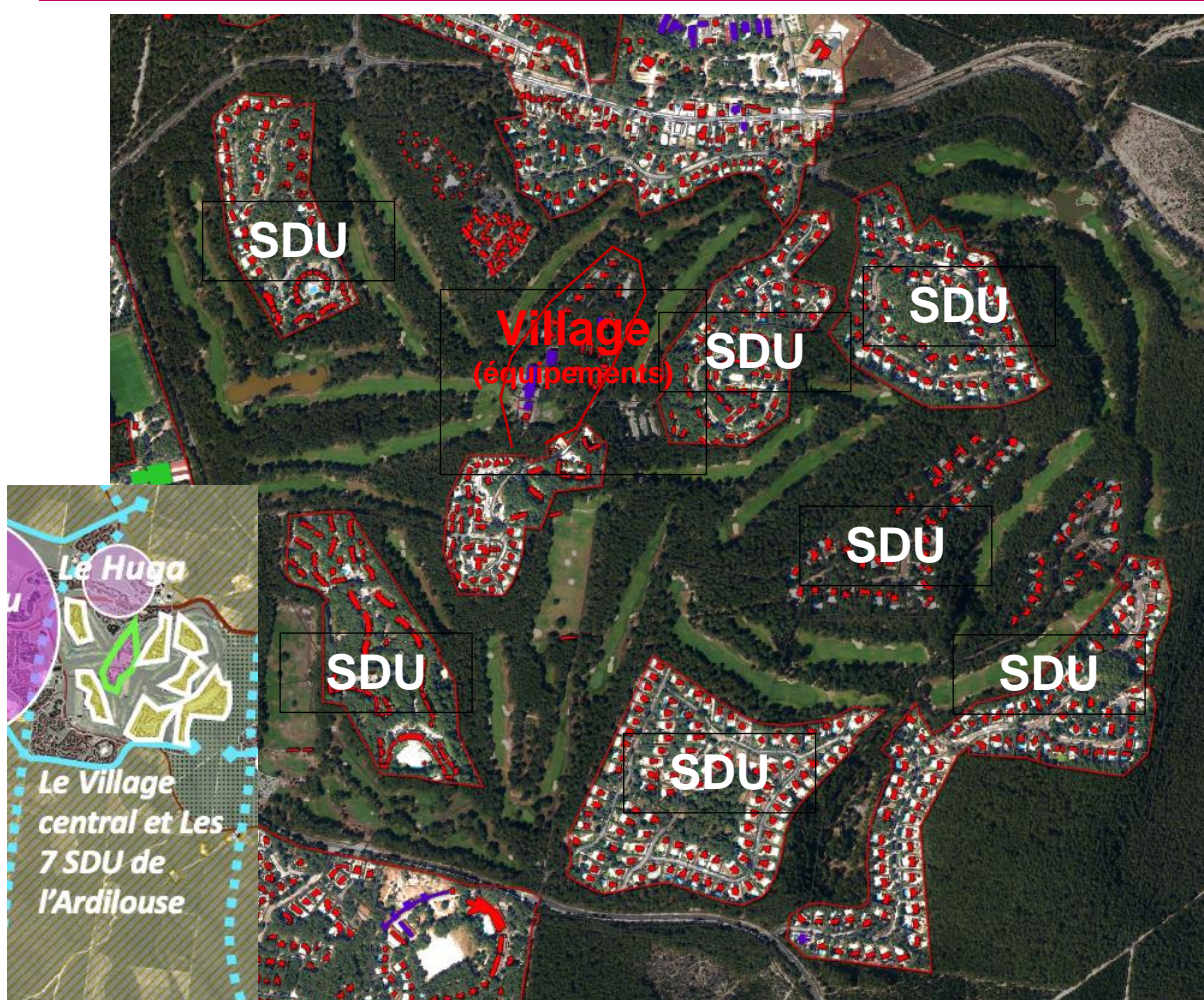 SDU
SDU
Village
(équipements)
SDU
SDU
SDU
SDU
SDU
Le Huga
u
Le Village
central et Les
7 SDU de
l'Ardilouse